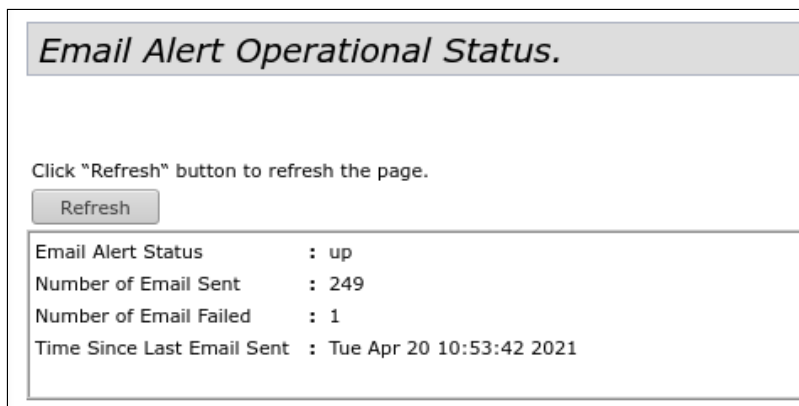 Email Alert Operational Status.
Click "Refresh" button to refresh the page.
Refresh
Email Alert Status : up
Number of Email Sent : 249
Number of Email Failed : 1
Time Since Last Email Sent : Tue Apr 20 10:53:42 2021